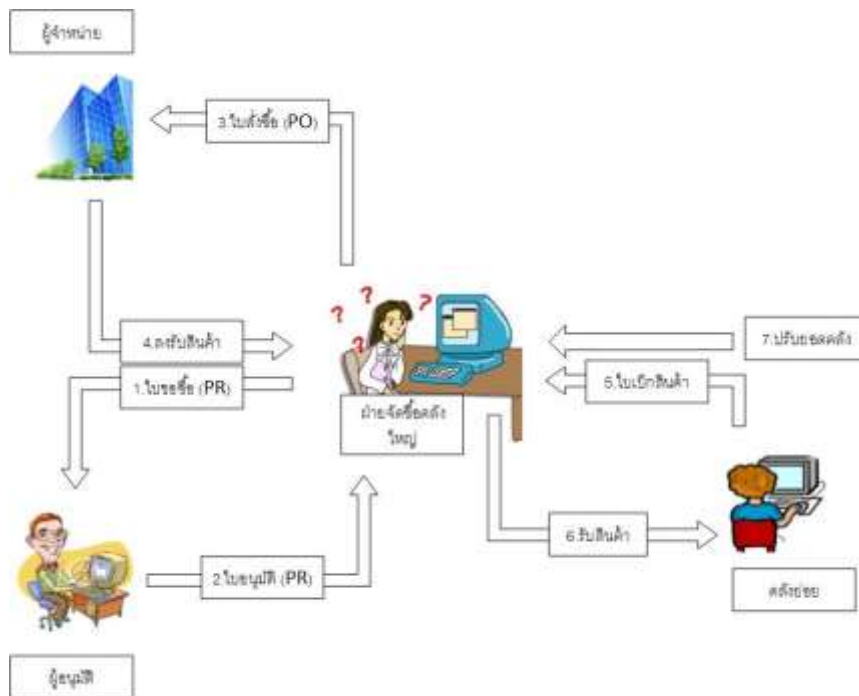 ผู้จำหน่าย
3.ใบสั่งซื้อ (PO)
4.ลงรับสินค้า
7.ปรับยอดคลัง
1.ใบขอซื้อ (PR)
5.ใบเบิกสินค้า
ฝ่ายจัดซื้อคลัง
ใหญ่
6.รับสินค้า
2.ใบอนุมัติ (PR)
คลังย่อย
ผู้อนุมัติ